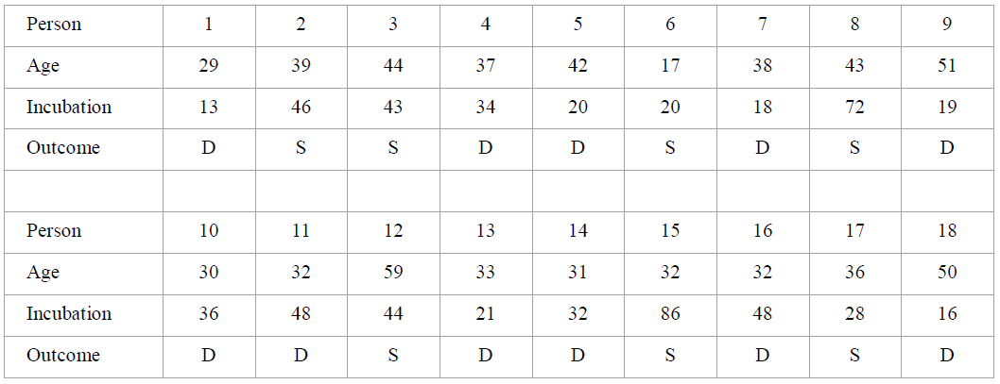 Person 1 2 3 4 5 6 7 8 9
Age 29 39 44 37 42 17 38 43 51
Incubation 13 46 43 34 20 20 18 72 19
Outcome D S S D D S D S D
Person 10 11 12 13 14 15 16 17 18
Age 30 32 59 33 31 32 32 36 50
Incubation 36 48 44 21 32 86 48 28 16
Outcome D D S D D S D S D